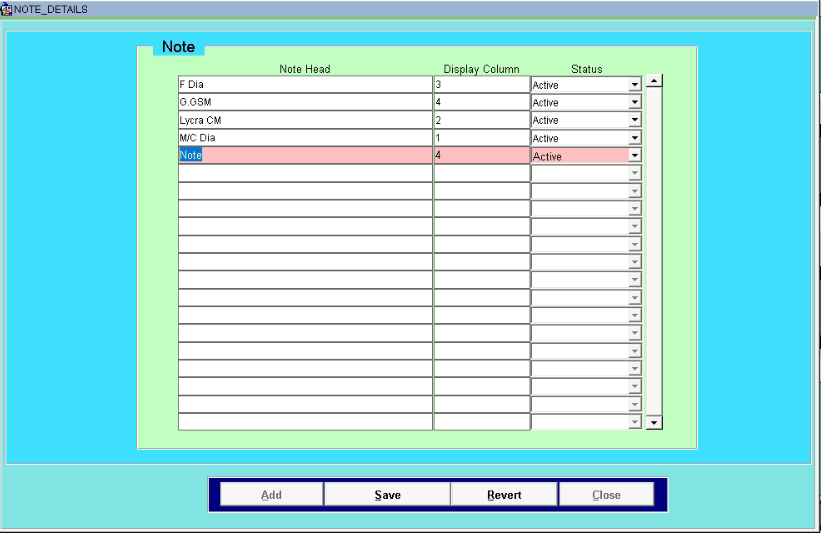 NOTE_DETAILS
Note
Note Head Display Column Status
F Dia 3 Active
G.GSM 4 Active
Lycra CM 2 Active
M/C Dia 1 Active
Note 4 Active
Add Save Revert Close